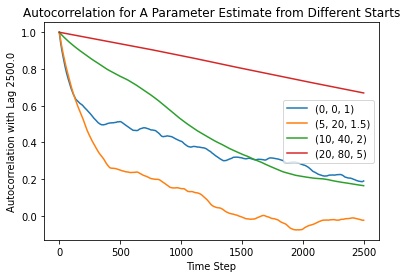 Autocorrelation for A Parameter Estimate from Different Starts
Autocorrelation with Lag 2500.0
1.0
0.8
0.6
0.4
0.2
0.0
(0, 0, 1)
(5, 20, 1.5)
(10, 40, 2)
(20, 80, 5)
0 500 1000 1500 2000 2500
Time Step